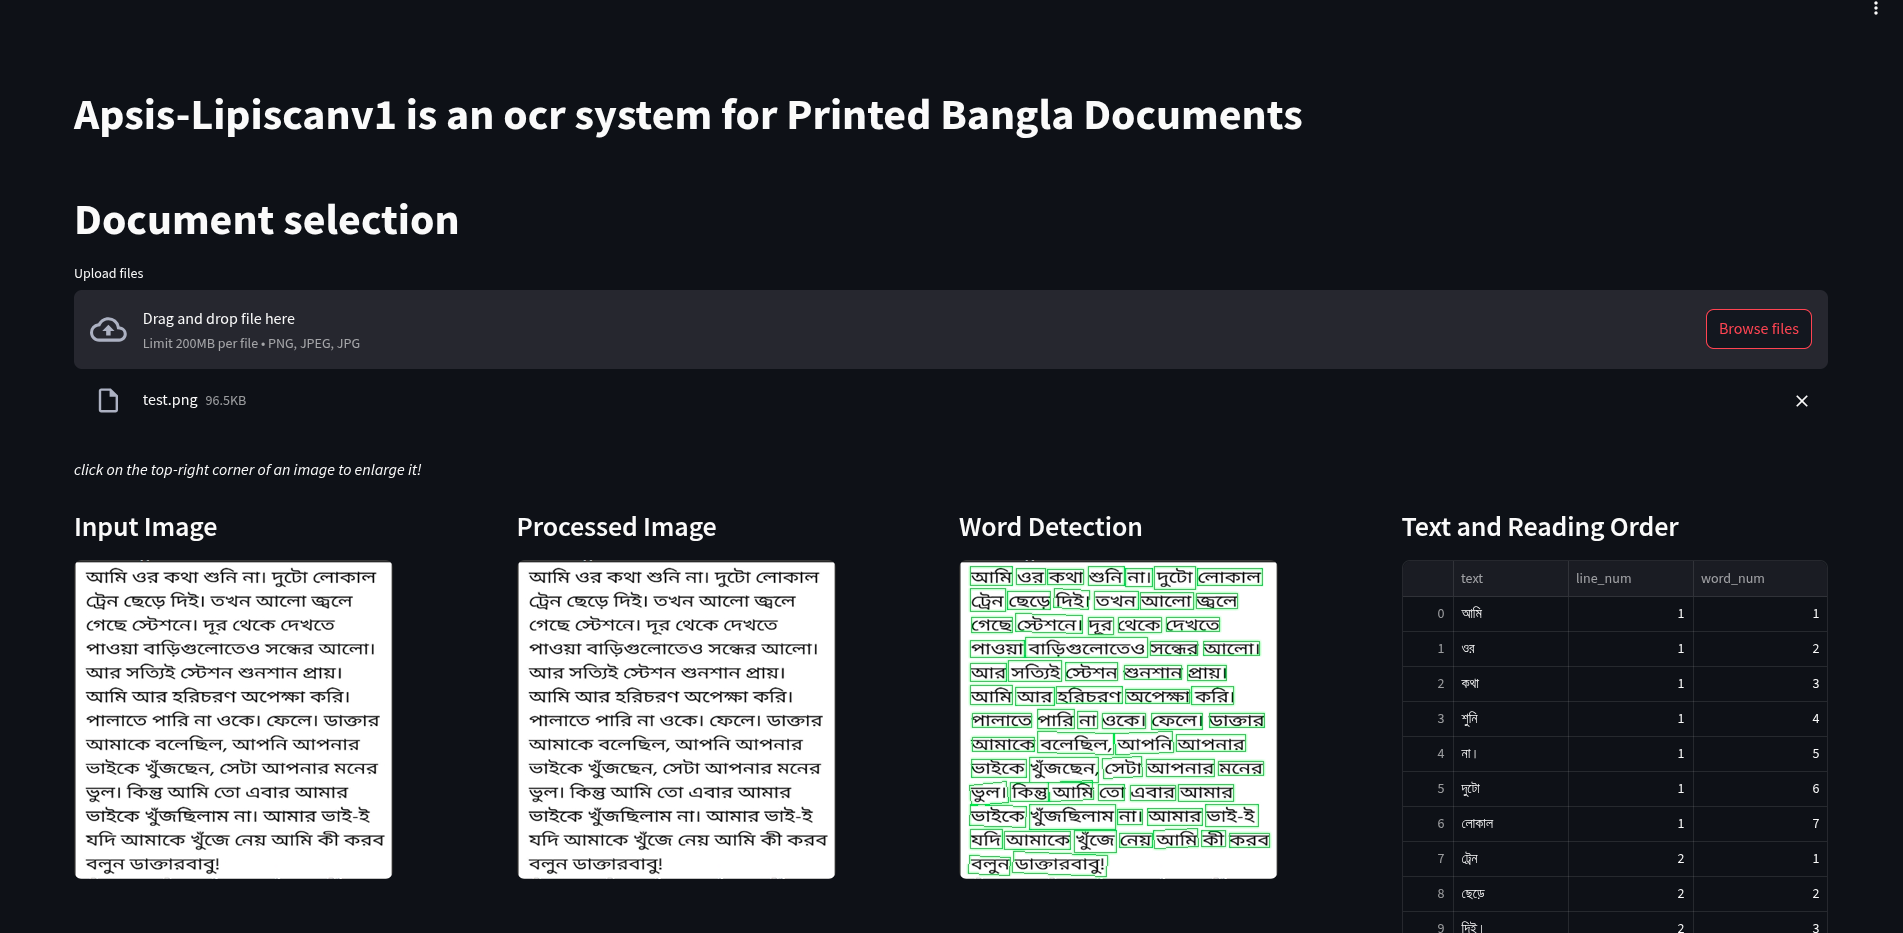 Apsis-Lipiscanv1 is an ocr system for Printed Bangla Documents
Document selection
Upload files
Drag and drop file here
Limit 200MB per file • PNG, JPEG, JPG
Browse files
test.png 96.5KB
click on the top-right corner of an image to enlarge it!
Input Image
আমি ওর কথা শুনি না। দুটো লোকাল
ট্রেন ছেড়ে দিই। তখন আলো জ্বলে
গেছে স্টেশনে। দূর থেকে দেখতে
পাওয়া বাড়িগুলোতেও সন্ধের আলো।
আর সত্যিই স্টেশন শুনশান প্রায়।
আমি আর হরিচরণ অপেক্ষা করি।
পালাতে পারি না ওকে। ফেলে। ডাক্তার
আমাকে বলেছিল, আপনি আপনার
ভাইকে খুঁজছেন, সেটা আপনার মনের
ভুল। কিন্তু আমি তো এবার আমার
ভাইকে খুঁজছিলাম না। আমার ভাই-ই
যদি আমাকে খুঁজে নেয় আমি কী করব
বলুন ডাক্তারবাবু!
Processed Image
আমি ওর কথা শুনি না। দুটো লোকাল
ট্রেন ছেড়ে দিই। তখন আলো জ্বলে
গেছে স্টেশনে। দূর থেকে দেখতে
পাওয়া বাড়িগুলোতেও সন্ধের আলো।
আর সত্যিই স্টেশন শুনশান প্রায়।
আমি আর হরিচরণ অপেক্ষা করি।
পালাতে পারি না ওকে। ফেলে। ডাক্তার
আমাকে বলেছিল, আপনি আপনার
ভাইকে খুঁজছেন, সেটা আপনার মনের
ভুল। কিন্তু আমি তো এবার আমার
ভাইকে খুঁজছিলাম না। আমার ভাই-ই
যদি আমাকে খুঁজে নেয় আমি কী করব
বলুন ডাক্তারবাবু!
Word Detection
আমি ওর কথা শুনি না। দুটো লোকাল
ট্রেন ছেড়ে দিই। তখন আলো জ্বলে
গেছে স্টেশনে। দূর থেকে দেখতে
পাওয়া বাড়িগুলোতেও সন্ধের আলো।
আর সত্যিই স্টেশন শুনশান প্রায়।
আমি আর হরিচরণ অপেক্ষা করি।
পালাতে পারি না ওকে। ফেলে। ডাক্তার
আমাকে বলেছিল, আপনি আপনার
ভাইকে খুঁজছেন, সেটা আপনার মনের
ভুল। কিন্তু আমি তো এবার আমার
ভাইকে খুঁজছিলাম না। আমার ভাই-ই
যদি আমাকে খুঁজে নেয় আমি কী করব
বলুন ডাক্তারবাবু!
Text and Reading Order
text line_num word_num
0 আমি 1 1
1 ওর 1 2
2 কথা 1 3
3 শুনি 1 4
4 না। 1 5
5 দুটো 1 6
6 লোকাল 1 7
7 ট্রেন 2 1
8 ছেড়ে 2 2
9 দিই। 2 3